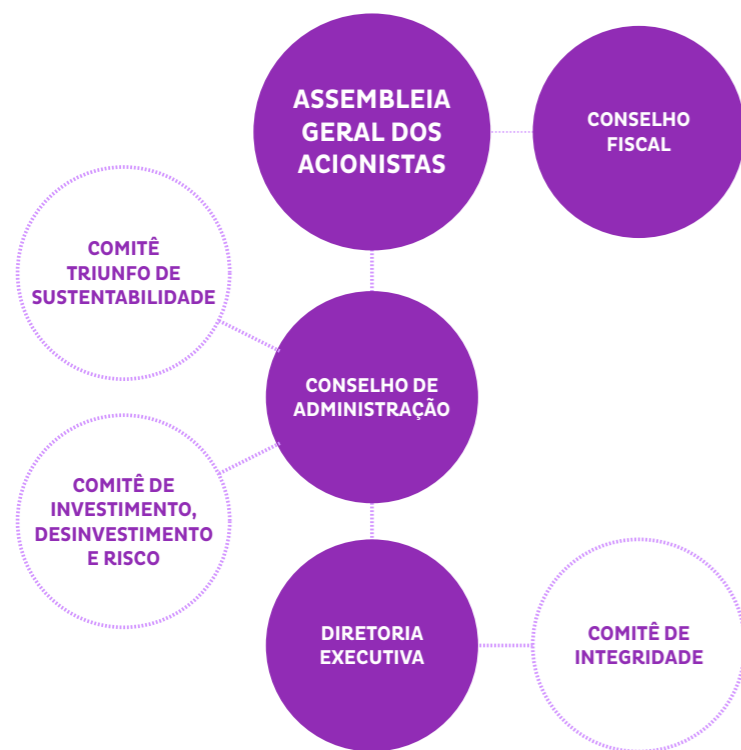 ASSEMBLEIA
GERAL DOS
ACIONISTAS
CONSELHO
FISCAL
COMITÊ
TRIUNFO DE
SUSTENTABILIDADE
CONSELHO DE
ADMINISTRAÇÃO
COMITÊ DE
INVESTIMENTO,
DESINVESTIMENTO
E RISCO
DIRETORIA
EXECUTIVA
COMITÊ DE
INTEGRIDADE